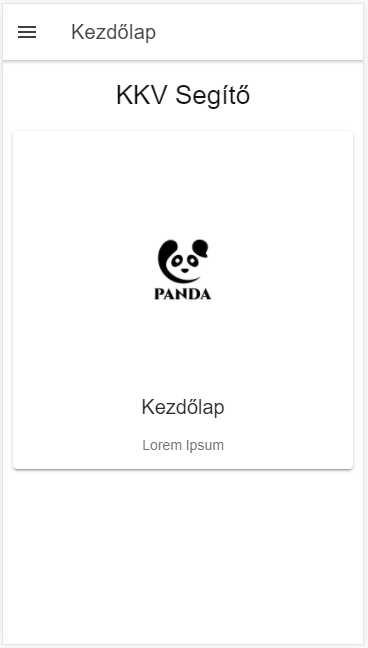 Kezdőlap
KKV Segítő
PANDA
Kezdőlap
Lorem Ipsum